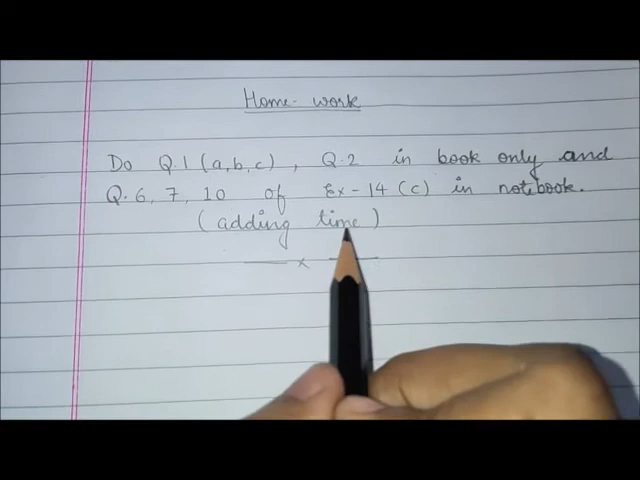 Home-work
Do Q.1 (a,b,c), Q.2 in book only and
Q.6, 7, 10 of Ex-14 (c) in notebook.
(adding time)
—— x ——